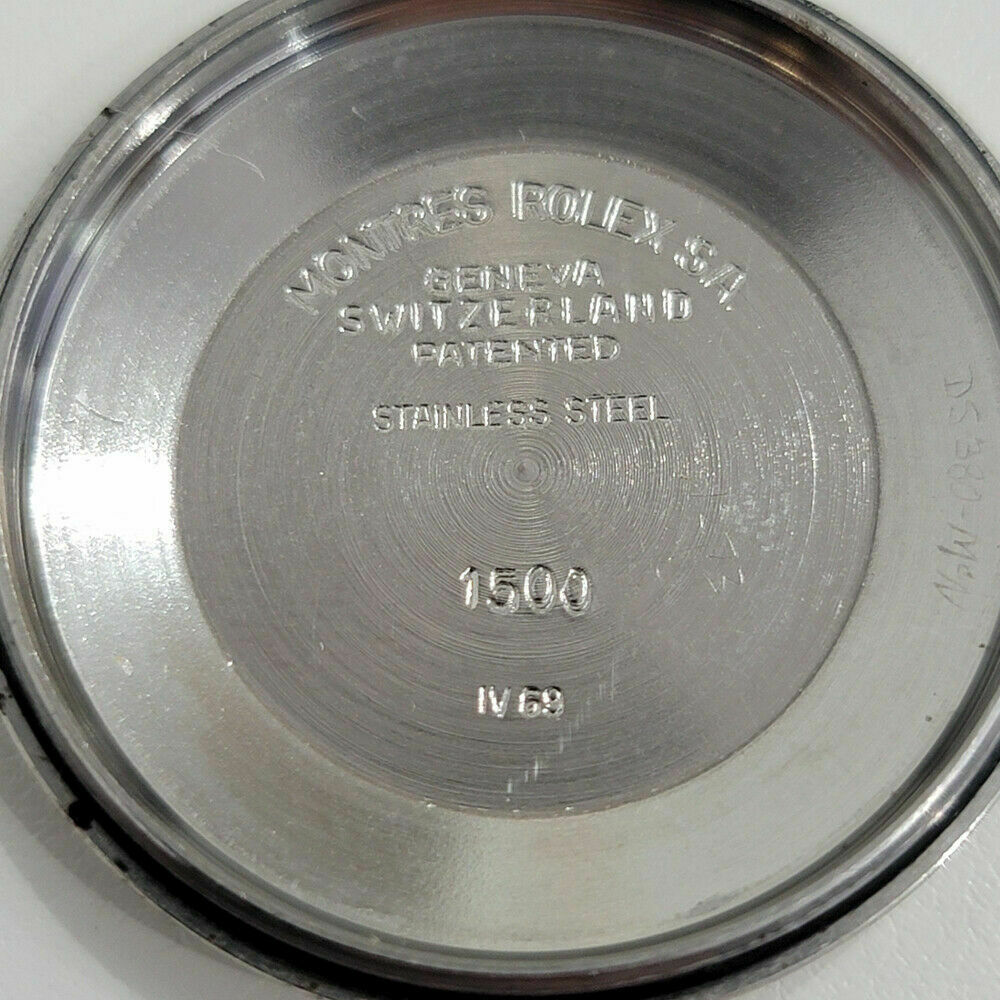 MONTRES ROLEX S.A.
GENEVA
SWITZERLAND
PATENTED
STAINLESS STEEL
1500
IV 69